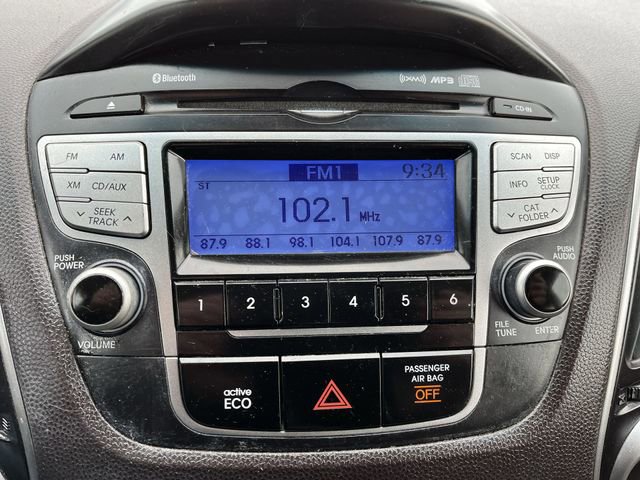 Bluetooth
XM MP3
CD-IN
FM AM
XM CD/AUX
SEEK
TRACK
FM1 9:34
ST
102.1 MHz
87.9 88.1 98.1 104.1 107.9 87.9
SCAN DISP
INFO SETUP
CLOCK
CAT
FOLDER
PUSH
POWER
VOLUME
1 2 3 4 5 6
PUSH
AUDIO
FILE
TUNE
ENTER
active
ECO
PASSENGER
AIR BAG
OFF